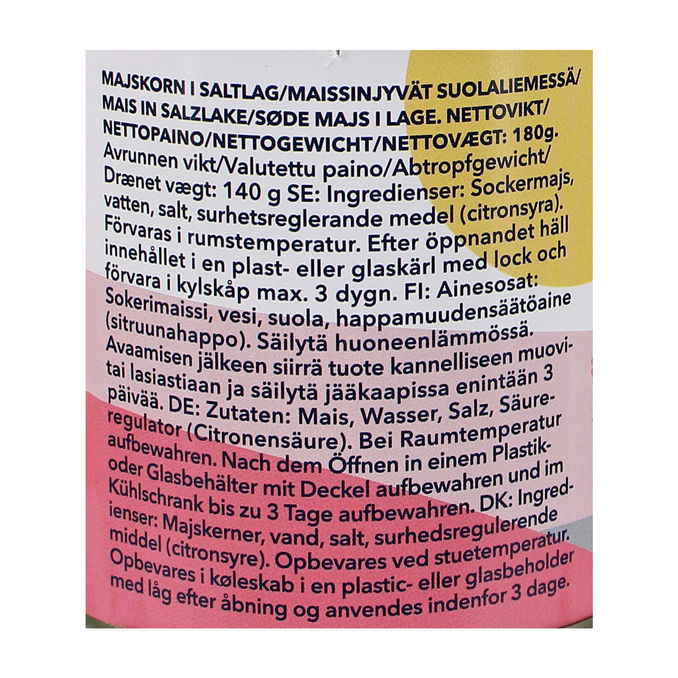 MAJSKORN I SALTLAG/MAISSINJYVÄT SUOLALIEMESSÄ/
MAIS IN SALZLAKE/SØDE MAJS I LAGE. NETTOVIKT/
NETTOPAINO/NETTOGEWICHT/NETTOVÆGT: 180g.
Avrunnen vikt/Valutettu paino/Abtropfgewicht/
Drænet vægt: 140 g SE: Ingredienser: Sockermajs,
vatten, salt, surhetsreglerande medel (citronsyra).
Förvaras i rumstemperatur. Efter öppnandet häll
innehållet i en plast- eller glaskärl med lock och
förvara i kylskåp max. 3 dygn. FI: Ainesosat:
Sokerimaissi, vesi, suola, happamuudensäätöaine
(sitruunahappo). Säilytä huoneenlämmössä.
Avaamisen jälkeen siirrä tuote kannelliseen muovi-
tai lasiastiaan ja säilytä jääkaapissa enintään 3
päivää. DE: Zutaten: Mais, Wasser, Salz, Säure-
regulator (Citronensäure). Bei Raumtemperatur
aufbewahren. Nach dem Öffnen in einem Plastik-
oder Glasbehälter mit Deckel aufbewahren und im
Kühlschrank bis zu 3 Tage aufbewahren. DK: Ingred-
ienser: Majskerner, vand, salt, surhedsregulerende
middel (citronsyre). Opbevares ved stuetemperatur.
Opbevares i køleskab i en plastic- eller glasbeholder
med låg efter åbning og anvendes indenfor 3 dage.